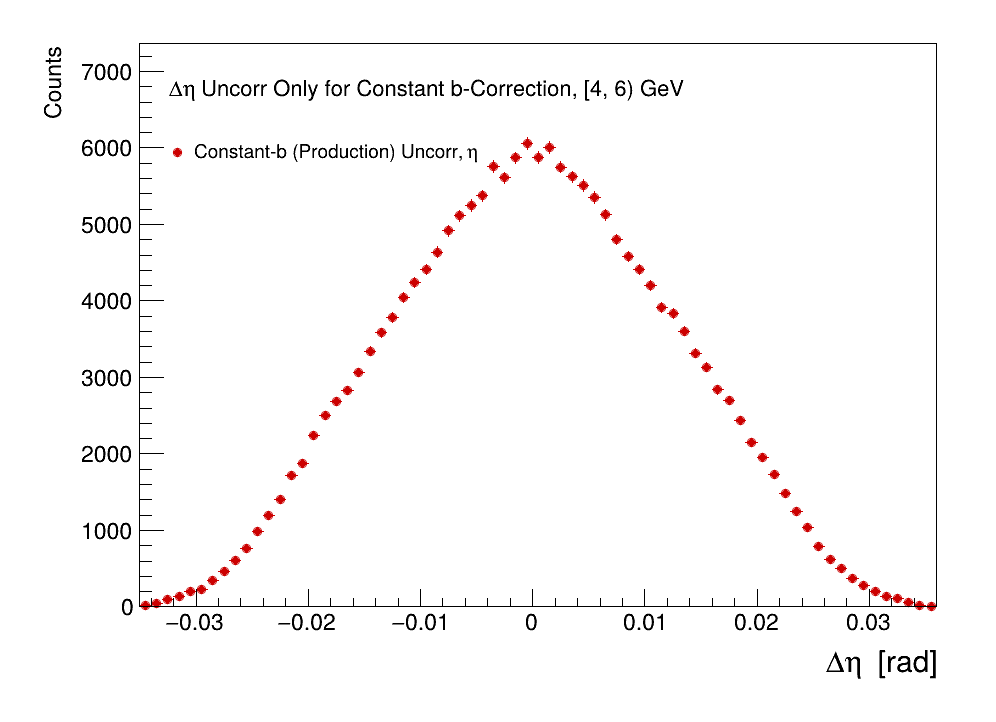 Counts
7000
6000
5000
4000
3000
2000
1000
0
Δη Uncorr Only for Constant b-Correction, [4, 6) GeV
Constant-b (Production) Uncorr, η
−0.03 −0.02 −0.01 0 0.01 0.02 0.03
Δη [rad]